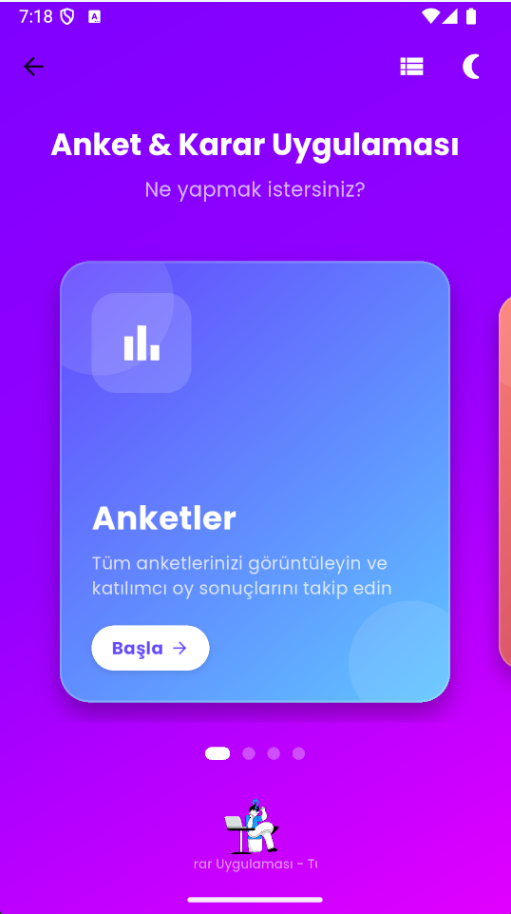 7:18
Anket & Karar Uygulaması
Ne yapmak istersiniz?
Anketler
Tüm anketlerinizi görüntüleyin ve
katılımcı oy sonuçlarını takip edin
Başla
rar Uygulaması -